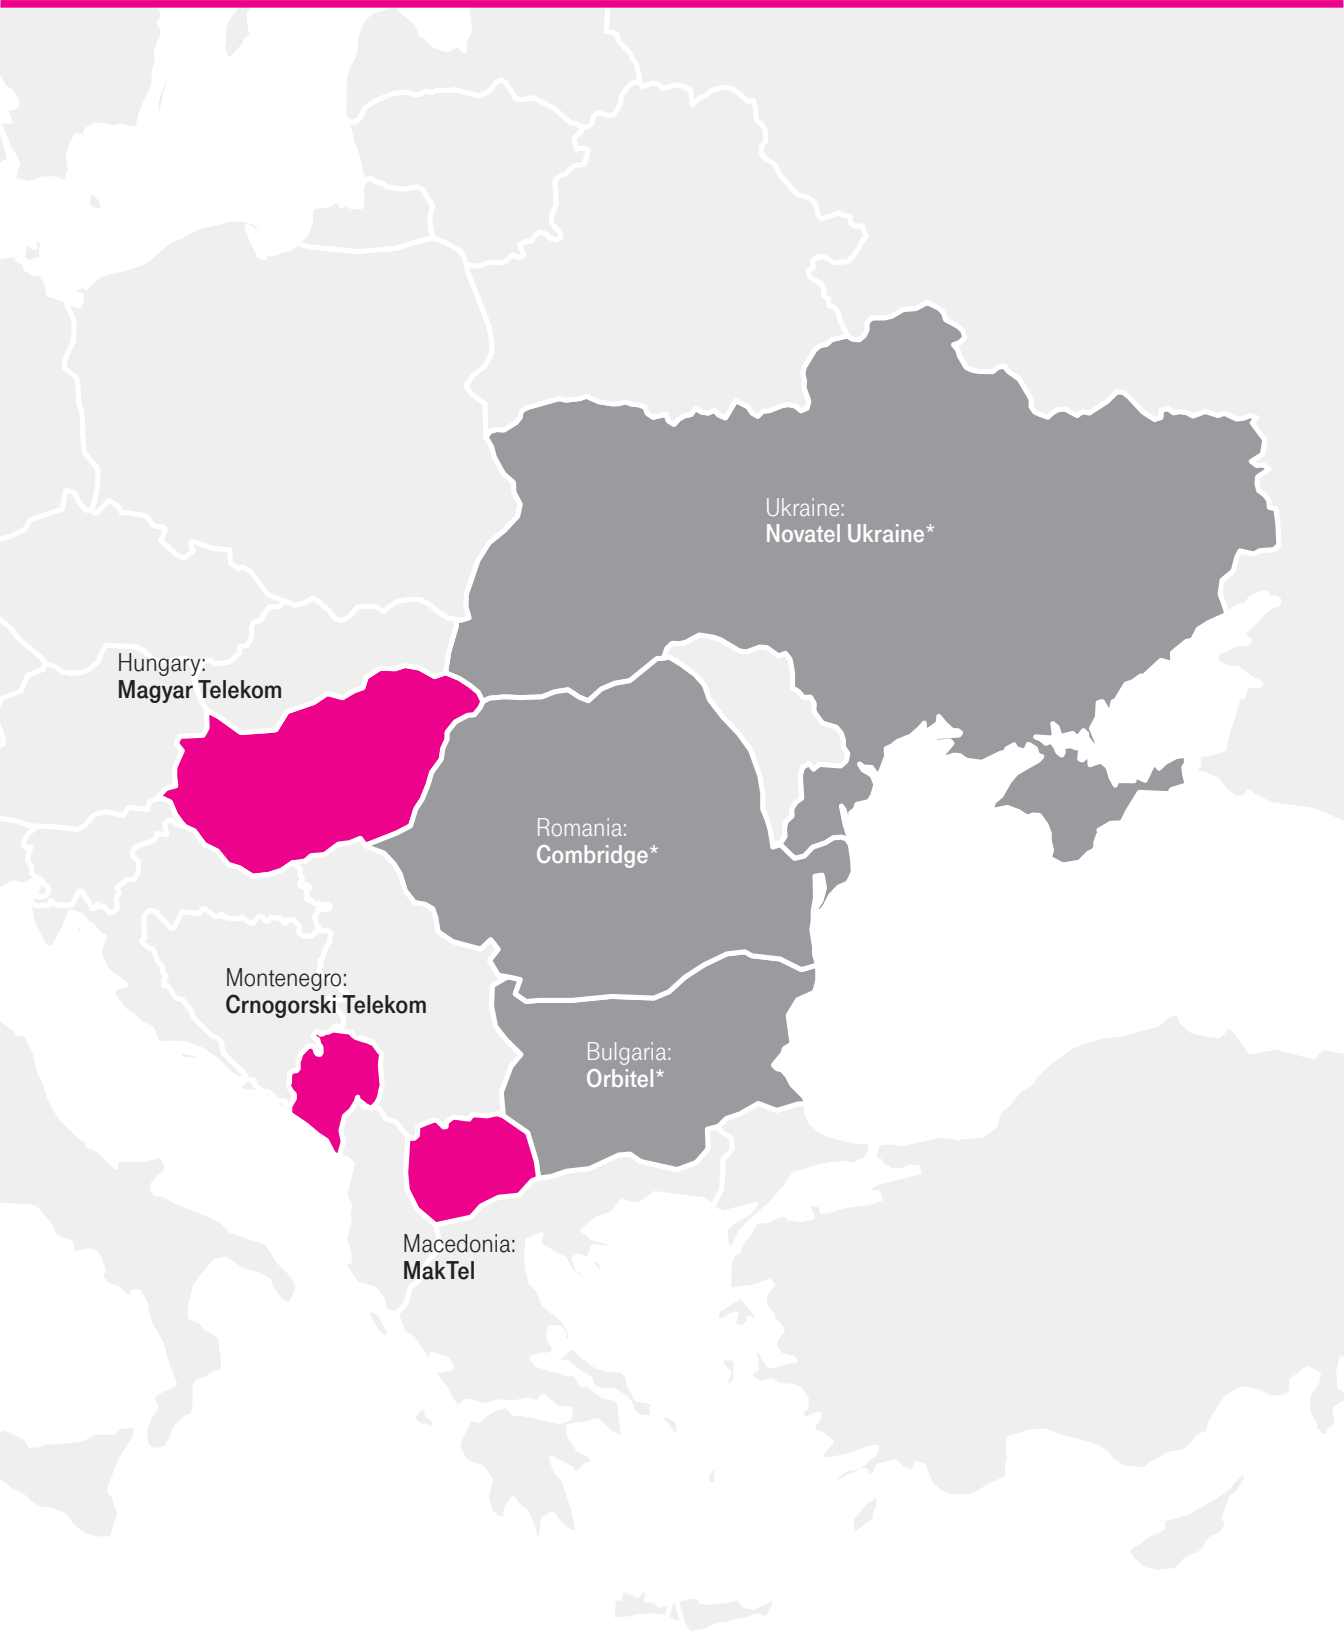 Ukraine:
Novatel Ukraine*
Hungary:
Magyar Telekom
Romania:
Combridge*
Montenegro:
Crnogorski Telekom
Bulgaria:
Orbitel*
Macedonia:
MakTel